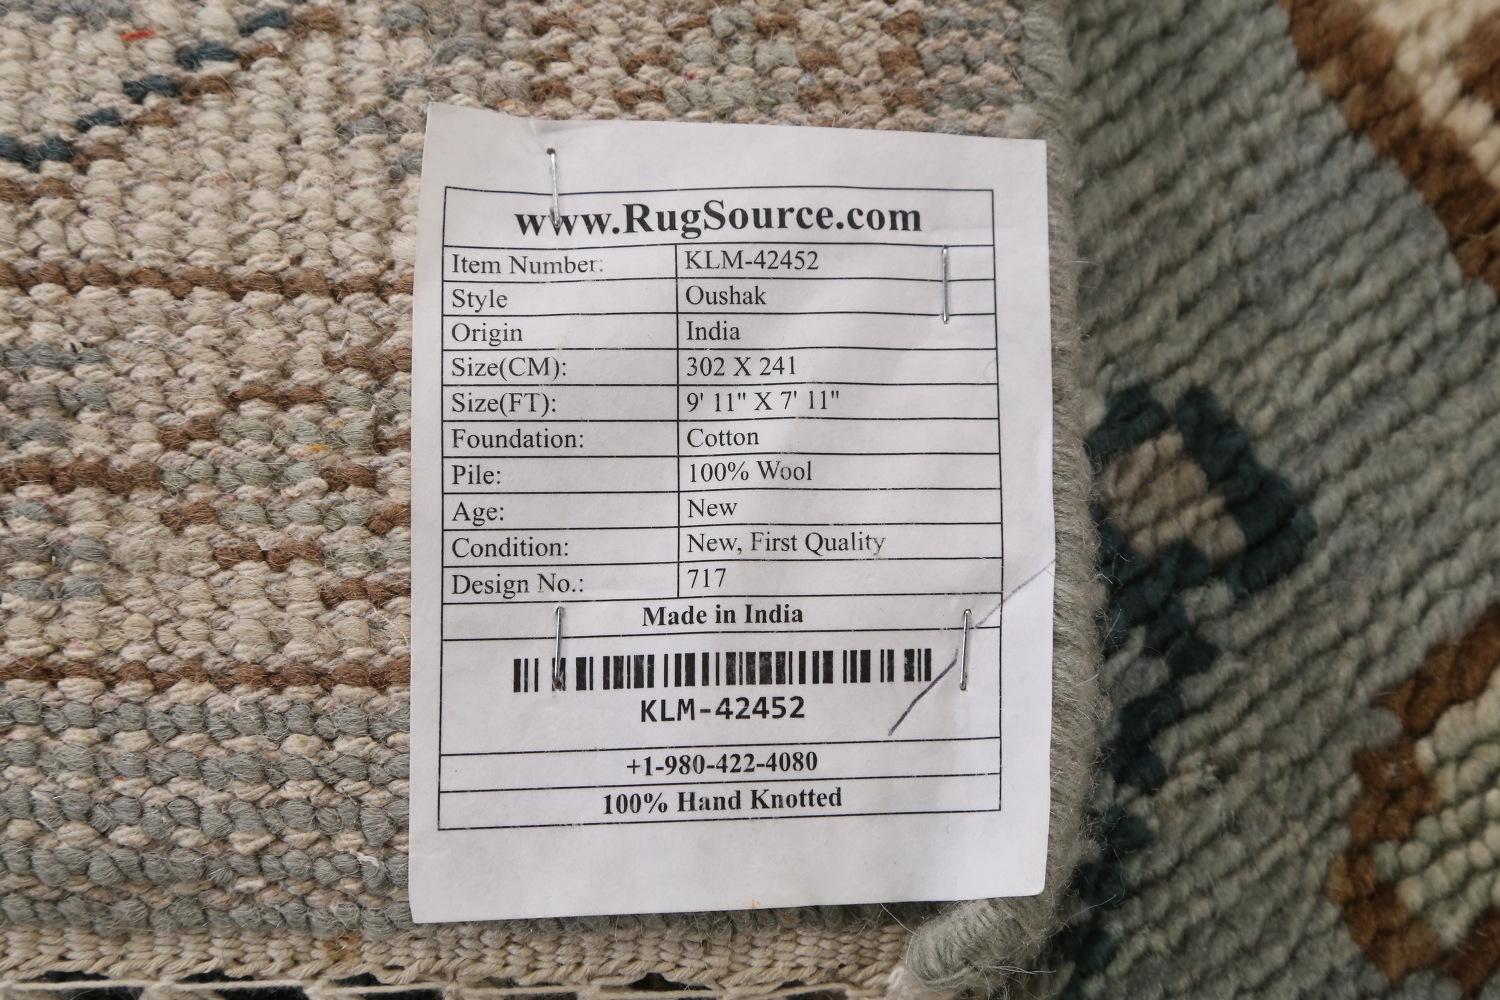 www.RugSource.com
Item Number: KLM-42452
Style Oushak
Origin India
Size(CM): 302 X 241
Size(FT): 9' 11" X 7' 11"
Foundation: Cotton
Pile: 100% Wool
Age: New
Condition: New, First Quality
Design No.: 717
Made in India
KLM-42452
+1-980-422-4080
100% Hand Knotted